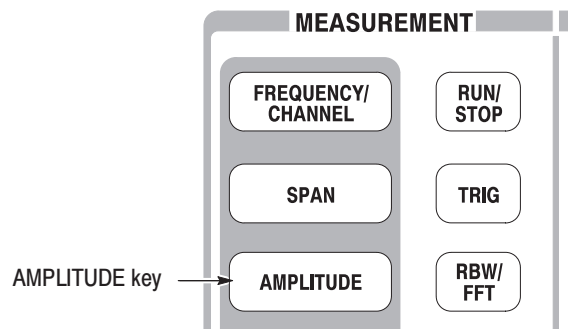 MEASUREMENT
FREQUENCY/
CHANNEL
RUN/
STOP
SPAN
TRIG
AMPLITUDE key
AMPLITUDE
RBW/
FFT